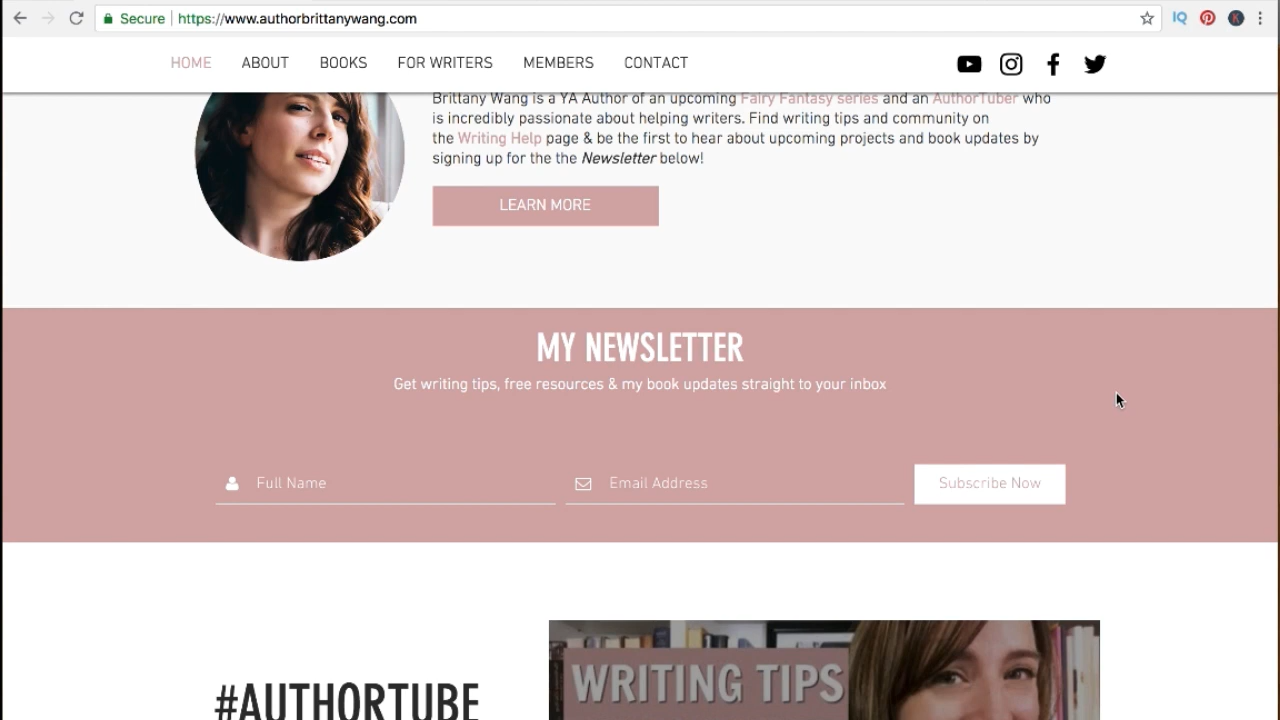 Secure https://www.authorbrittanywang.com
IQ
HOME ABOUT BOOKS FOR WRITERS MEMBERS CONTACT
Brittany Wang is a YA Author of an upcoming Fairy Fantasy series and an AuthorTuber who
is incredibly passionate about helping writers. Find writing tips and community on
the Writing Help page & be the first to hear about upcoming projects and book updates by
signing up for the the Newsletter below!
LEARN MORE
MY NEWSLETTER
Get writing tips, free resources & my book updates straight to your inbox
Full Name Email Address Subscribe Now
WRITING TIPS
#AUTHORTUBE